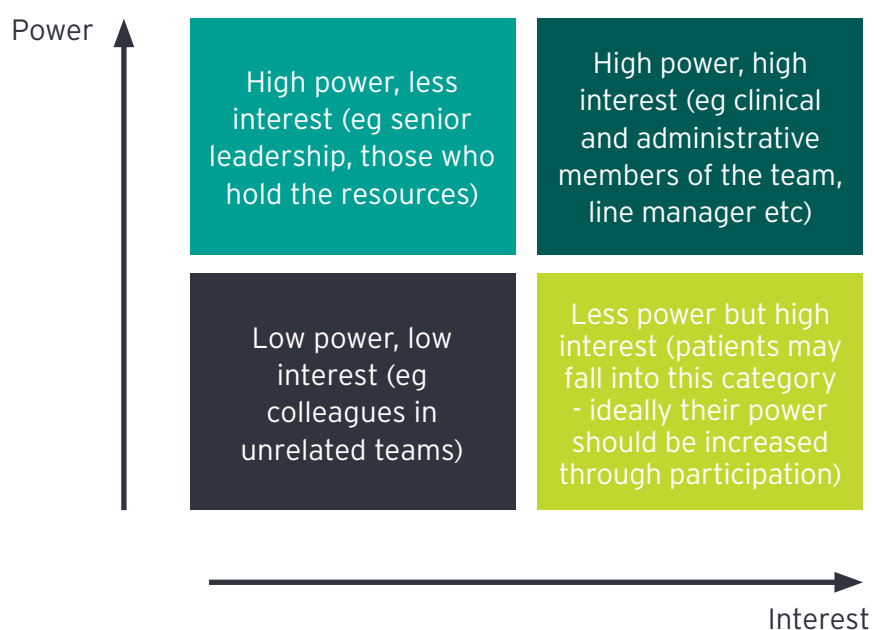 Power
High power, less
interest (eg senior
leadership, those who
hold the resources)
High power, high
interest (eg clinical
and administrative
members of the team,
line manager etc)
Low power, low
interest (eg
colleagues in
unrelated teams)
Less power but high
interest (patients may
fall into this category
- ideally their power
should be increased
through participation)
Interest